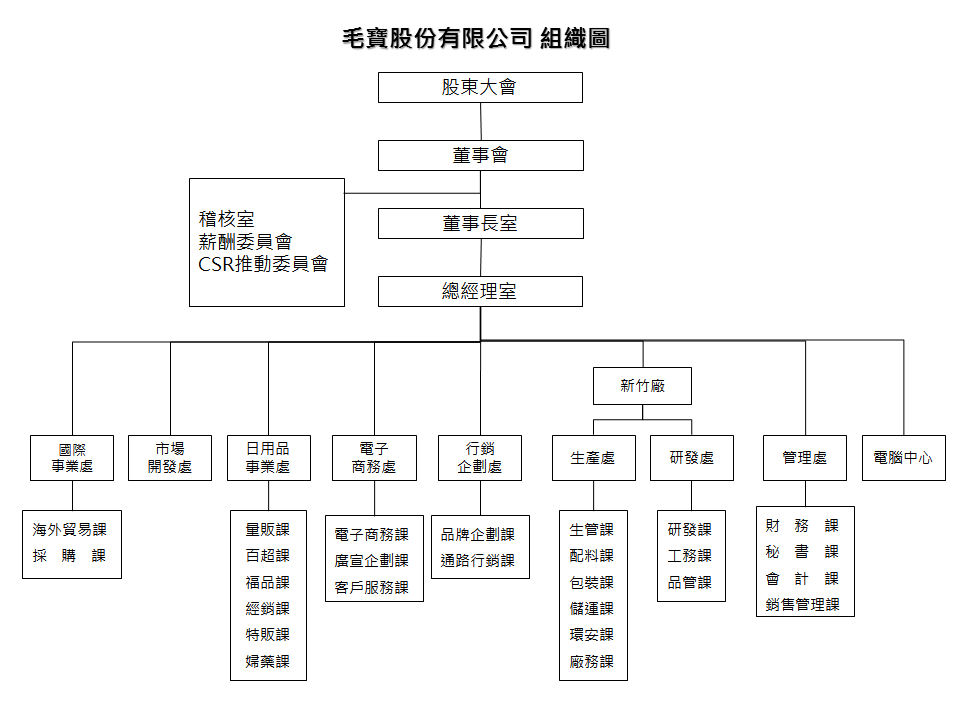 毛寶股份有限公司 組織圖
股東大會
董事會
稽核室
薪酬委員會
CSR推動委員會
董事長室
總經理室
新竹廠
國際
事業處
市場
開發處
日用品
事業處
電子
商務處
行銷
企劃處
生產處
研發處
管理處
電腦中心
海外貿易課
採 購 課
量販課
百超課
福品課
經銷課
特販課
婦藥課
電子商務課
廣宣企劃課
客戶服務課
品牌企劃課
通路行銷課
生管課
配料課
包裝課
儲運課
環安課
廠務課
研發課
工務課
品管課
財 務 課
秘 書 課
會 計 課
銷售管理課